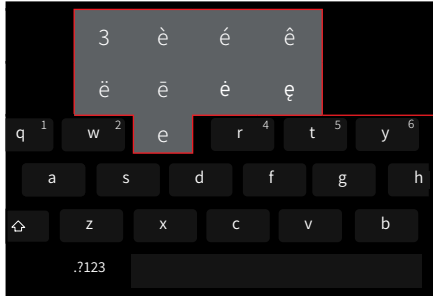 3 è é ê
ë ē ė ę
q 1 w 2 e r 4 t 5 y 6
a s d f g h
z x c v b
.?123